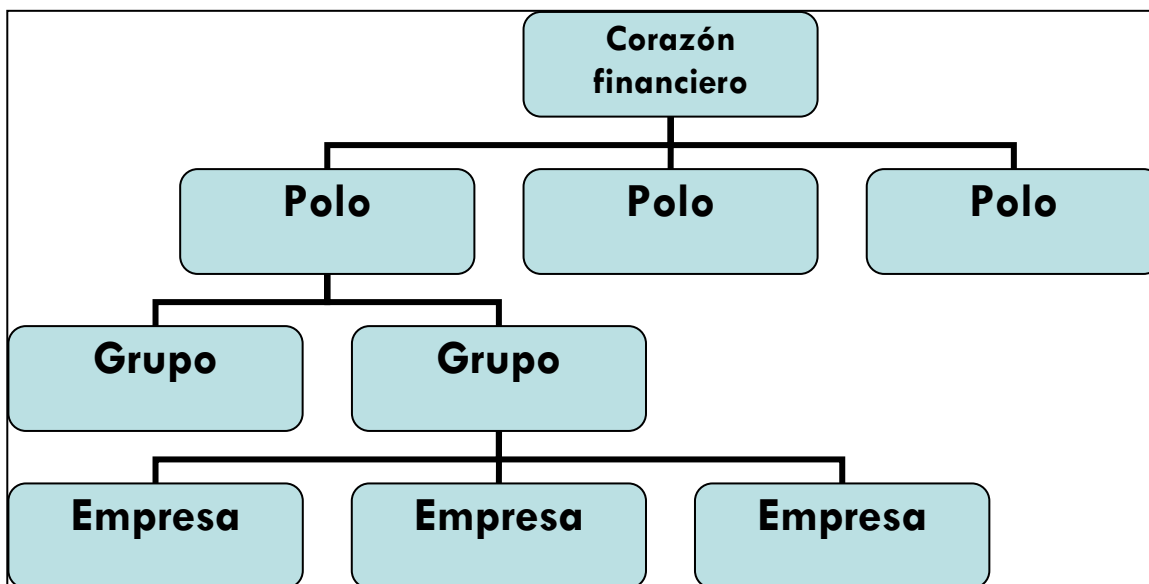 Corazón
financiero
Polo
Polo
Polo
Grupo
Grupo
Empresa
Empresa
Empresa